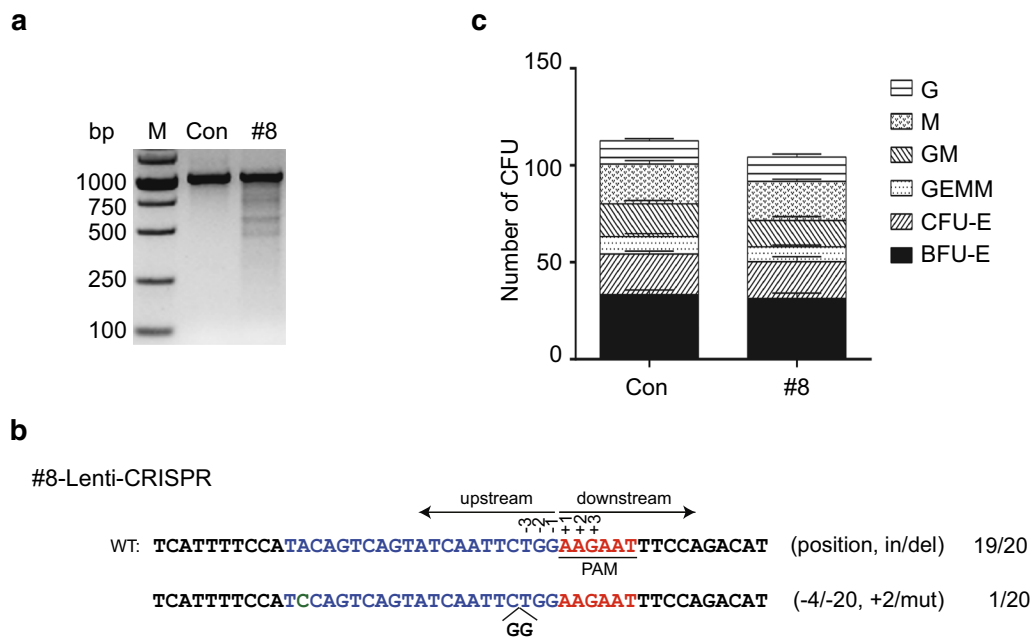 a
bp M Con #8
1000
750
500
250
100
c
Number of CFU
150
100
50
0
Con #8
G
M
GM
GEMM
CFU-E
BFU-E
b
#8-Lenti-CRISPR
upstream downstream
-3 -2 -1 +1 +2 +3
WT: TCATTTTCCATACAGTCAGTATCAATTCTGGAAGAATTTCCAGACAT (position, in/del) 19/20
PAM
TCATTTTCCATCCAGTCAGTATCAATTCTGGAAGAATTTCCAGACAT (-4/-20, +2/mut) 1/20
GG